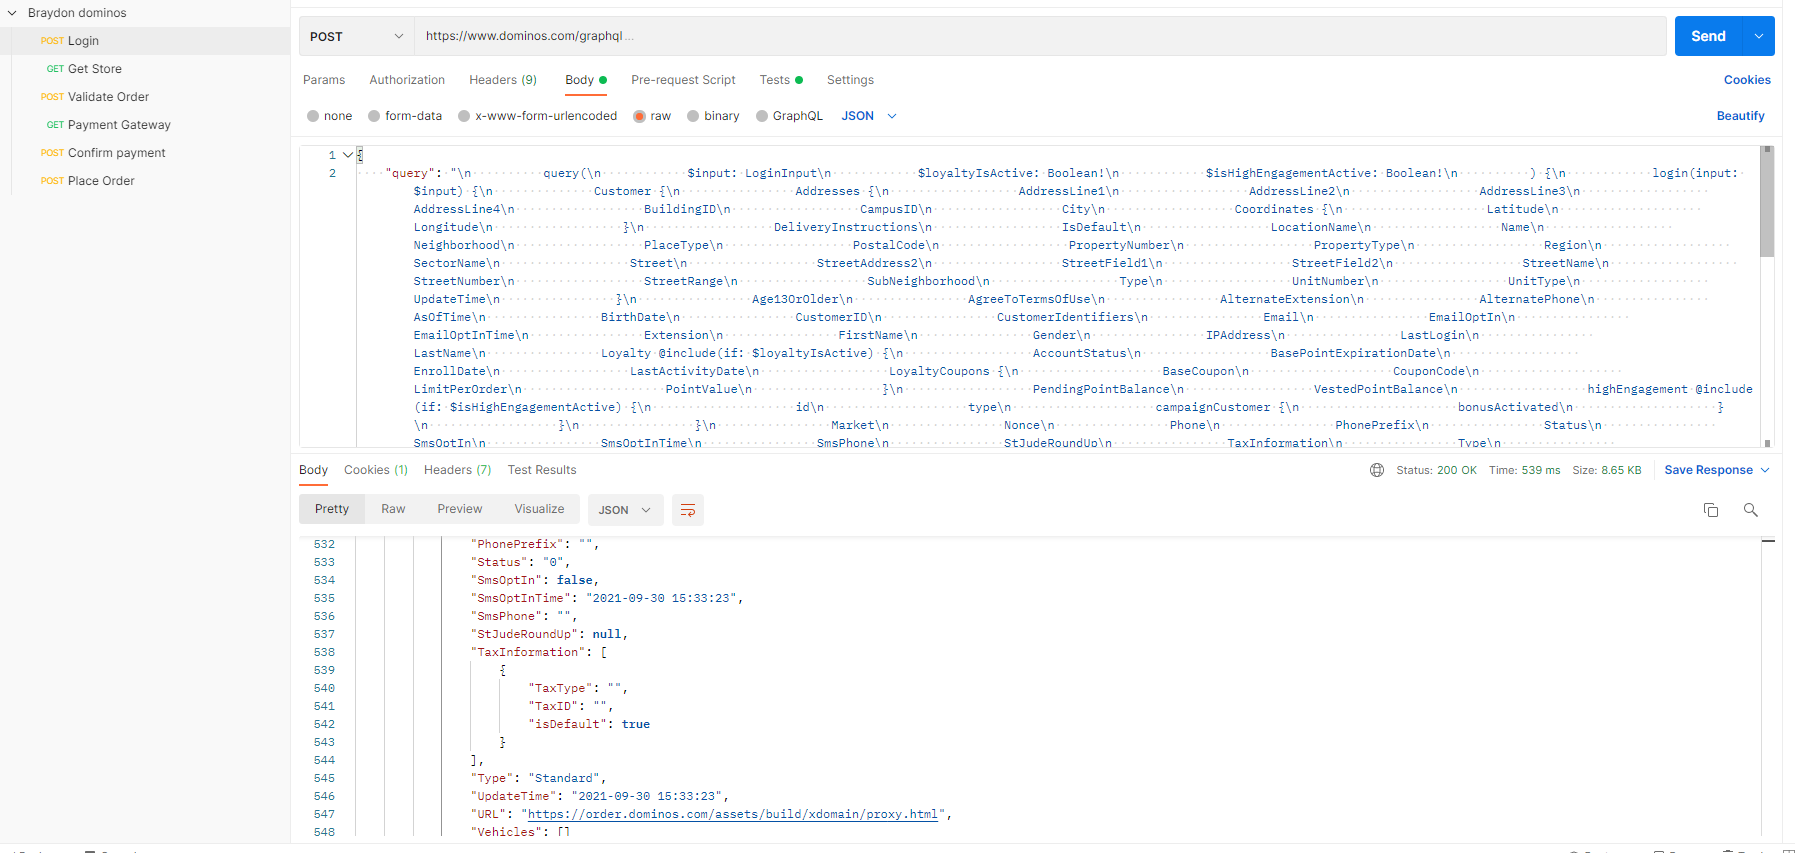 Braydon dominos
POST Login
GET Get Store
POST Validate Order
GET Payment Gateway
POST Confirm payment
POST Place Order
POST https://www.dominos.com/graphql ... Send
Params Authorization Headers (9) Body Pre-request Script Tests Settings Cookies
none form-data x-www-form-urlencoded raw binary GraphQL JSON Beautify
1 {
2 "query": "\n query(\n $input: LoginInput\n $loyaltyIsActive: Boolean!\n $isHighEngagementActive: Boolean!\n ) {\n login(input:
$input) {\n Customer {\n Addresses {\n AddressLine1\n AddressLine2\n AddressLine3\n
AddressLine4\n BuildingID\n CampusID\n City\n Coordinates {\n Latitude\n
Longitude\n }\n DeliveryInstructions\n IsDefault\n LocationName\n Name\n
Neighborhood\n PlaceType\n PostalCode\n PropertyNumber\n PropertyType\n Region\n
SectorName\n Street\n StreetAddress2\n StreetField1\n StreetField2\n StreetName\n
StreetNumber\n StreetRange\n SubNeighborhood\n Type\n UnitNumber\n UnitType\n
UpdateTime\n }\n Age13OrOlder\n AgreeToTermsOfUse\n AlternateExtension\n AlternatePhone\n
AsOfTime\n BirthDate\n CustomerID\n CustomerIdentifiers\n Email\n EmailOptIn\n
EmailOptInTime\n Extension\n FirstName\n Gender\n IPAddress\n LastLogin\n
LastName\n Loyalty @include(if: $loyaltyIsActive) {\n AccountStatus\n BasePointExpirationDate\n
EnrollDate\n LastActivityDate\n LoyaltyCoupons {\n BaseCoupon\n CouponCode\n
LimitPerOrder\n PointValue\n }\n PendingPointBalance\n VestedPointBalance\n highEngagement @include
(if: $isHighEngagementActive) {\n id\n type\n campaignCustomer {\n bonusActivated\n }
\n }\n }\n Market\n Nonce\n Phone\n PhonePrefix\n Status\n
SmsOptIn\n SmsOptInTime\n SmsPhone\n StJudeRoundUp\n TaxInformation\n Type\n
Body Cookies (1) Headers (7) Test Results Status: 200 OK Time: 539 ms Size: 8.65 KB Save Response
Pretty Raw Preview Visualize JSON
532 "PhonePrefix": "",
533 "Status": "0",
534 "SmsOptIn": false,
535 "SmsOptInTime": "2021-09-30 15:33:23",
536 "SmsPhone": "",
537 "StJudeRoundUp": null,
538 "TaxInformation": [
539 {
540 "TaxType": "",
541 "TaxID": "",
542 "isDefault": true
543 }
544 ],
545 "Type": "Standard",
546 "UpdateTime": "2021-09-30 15:33:23",
547 "URL": "https://order.dominos.com/assets/build/xdomain/proxy.html",
548 "Vehicles": []